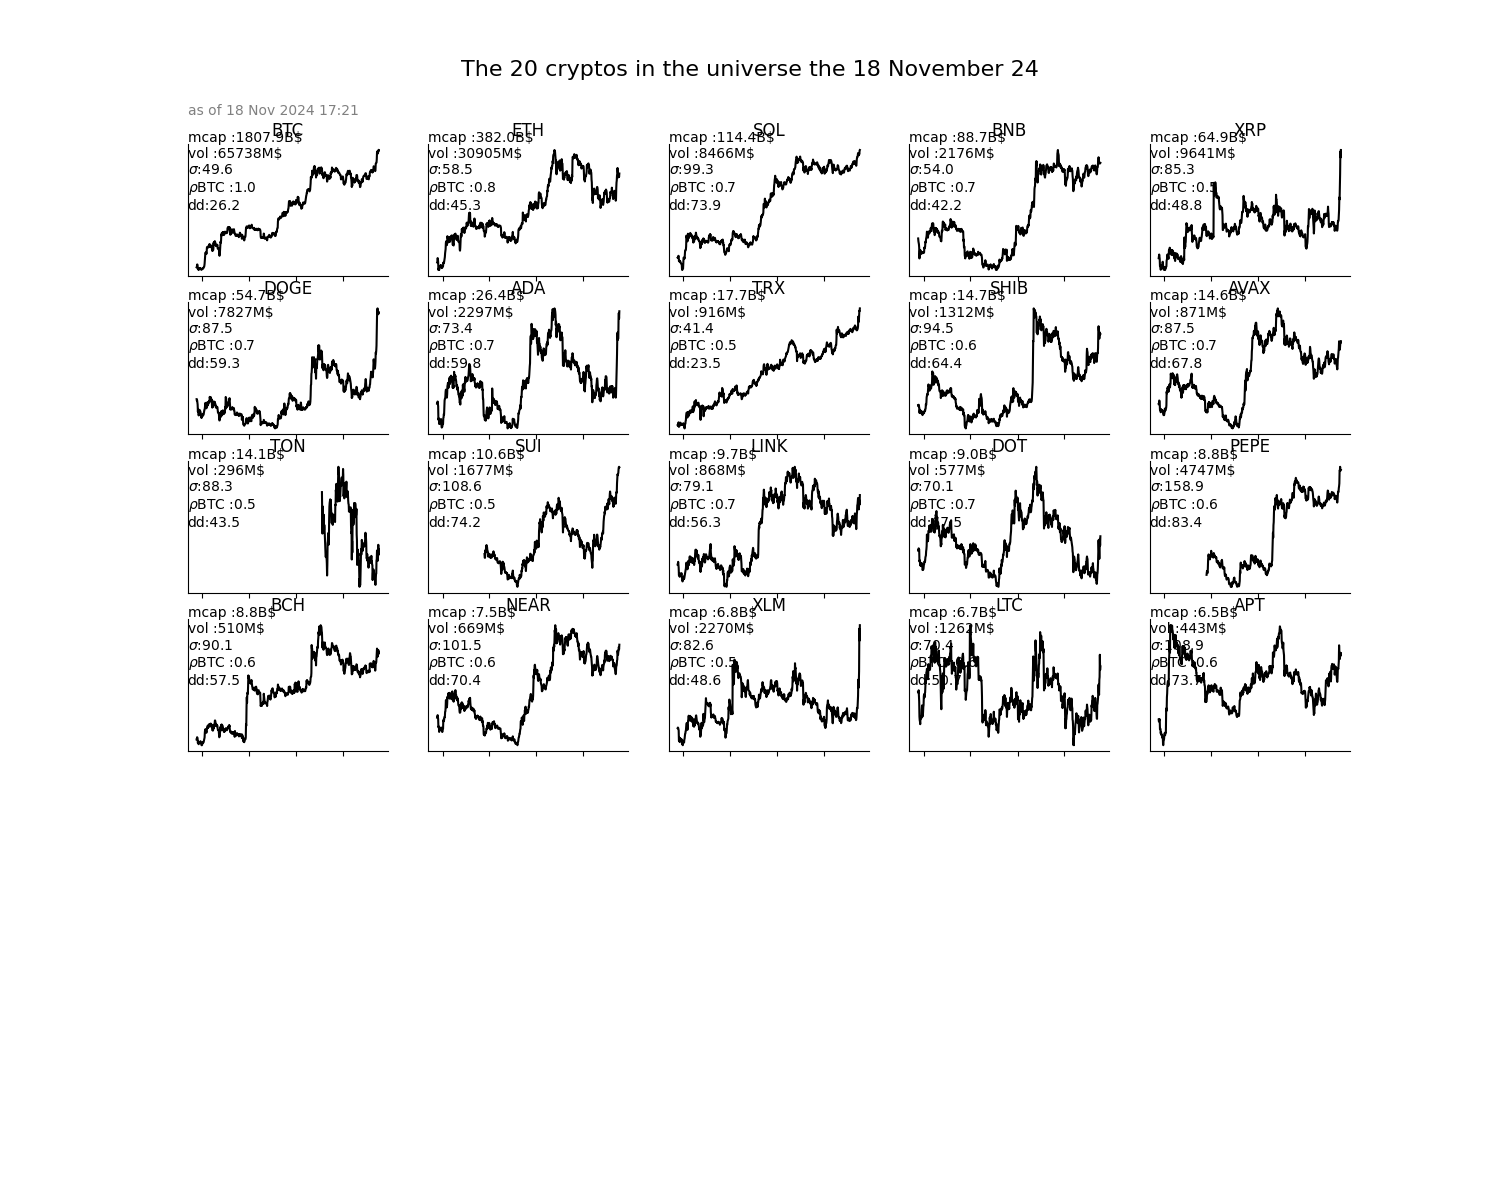 The 20 cryptos in the universe the 18 November 24
as of 18 Nov 2024 17:21
BTC
mcap :1807.9B$
vol :65738M$
σ:49.6
ρBTC :1.0
dd:26.2
ETH
mcap :382.0B$
vol :30905M$
σ:58.5
ρBTC :0.8
dd:45.3
SOL
mcap :114.4B$
vol :8466M$
σ:99.3
ρBTC :0.7
dd:73.9
BNB
mcap :88.7B$
vol :2176M$
σ:54.0
ρBTC :0.7
dd:42.2
XRP
mcap :64.9B$
vol :9641M$
σ:85.3
ρBTC :0.5
dd:48.8
DOGE
mcap :54.7B$
vol :7827M$
σ:87.5
ρBTC :0.7
dd:59.3
ADA
mcap :26.4B$
vol :2297M$
σ:73.4
ρBTC :0.7
dd:59.8
TRX
mcap :17.7B$
vol :916M$
σ:41.4
ρBTC :0.5
dd:23.5
SHIB
mcap :14.7B$
vol :1312M$
σ:94.5
ρBTC :0.6
dd:64.4
AVAX
mcap :14.6B$
vol :871M$
σ:87.5
ρBTC :0.7
dd:67.8
TON
mcap :14.1B$
vol :296M$
σ:88.3
ρBTC :0.5
dd:43.5
SUI
mcap :10.6B$
vol :1677M$
σ:108.6
ρBTC :0.5
dd:74.2
LINK
mcap :9.7B$
vol :868M$
σ:79.1
ρBTC :0.7
dd:56.3
DOT
mcap :9.0B$
vol :577M$
σ:70.1
ρBTC :0.7
PEPE
mcap :8.8B$
vol :4747M$
σ:158.9
ρBTC :0.6
dd:83.4
BCH
mcap :8.8B$
vol :510M$
σ:90.1
ρBTC :0.6
dd:57.5
NEAR
mcap :7.5B$
vol :669M$
σ:101.5
ρBTC :0.6
dd:70.4
XLM
mcap :6.8B$
vol :2270M$
σ:82.6
ρBTC :0.5
dd:48.6
LTC
mcap :6.7B$
vol :1262M$
σ:70.4
APT
mcap :6.5B$
vol :443M$
σ:108.9
ρBTC :0.6